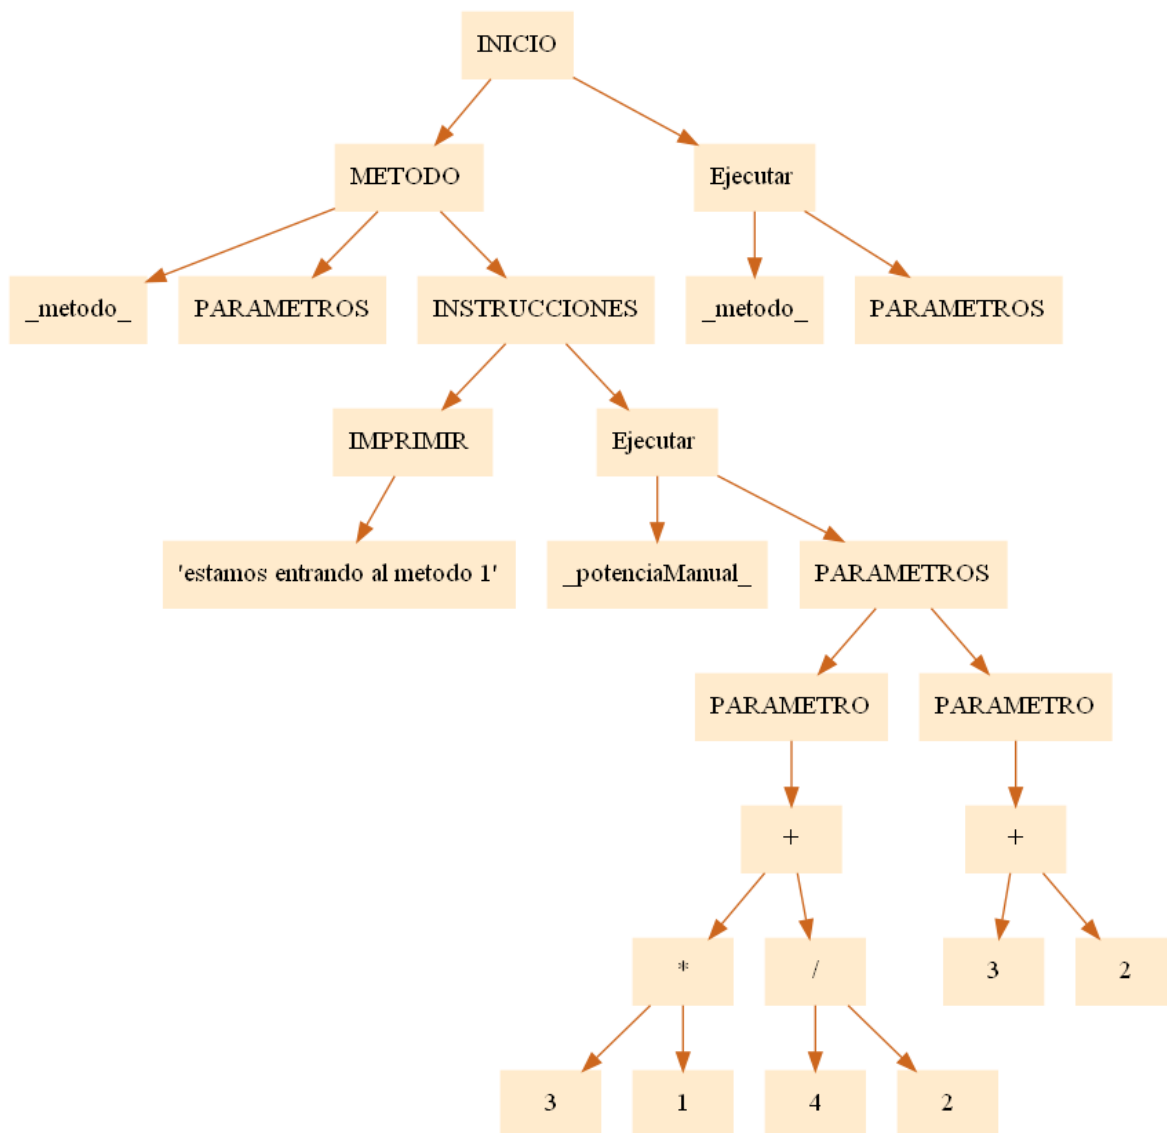 INICIO
METODO
Ejecutar
_metodo_
PARAMETROS
INSTRUCCIONES
_metodo_
PARAMETROS
IMPRIMIR
Ejecutar
'estamos entrando al metodo 1'
_potenciaManual_
PARAMETROS
PARAMETRO
PARAMETRO
+
+
*
/
3
2
3
1
4
2